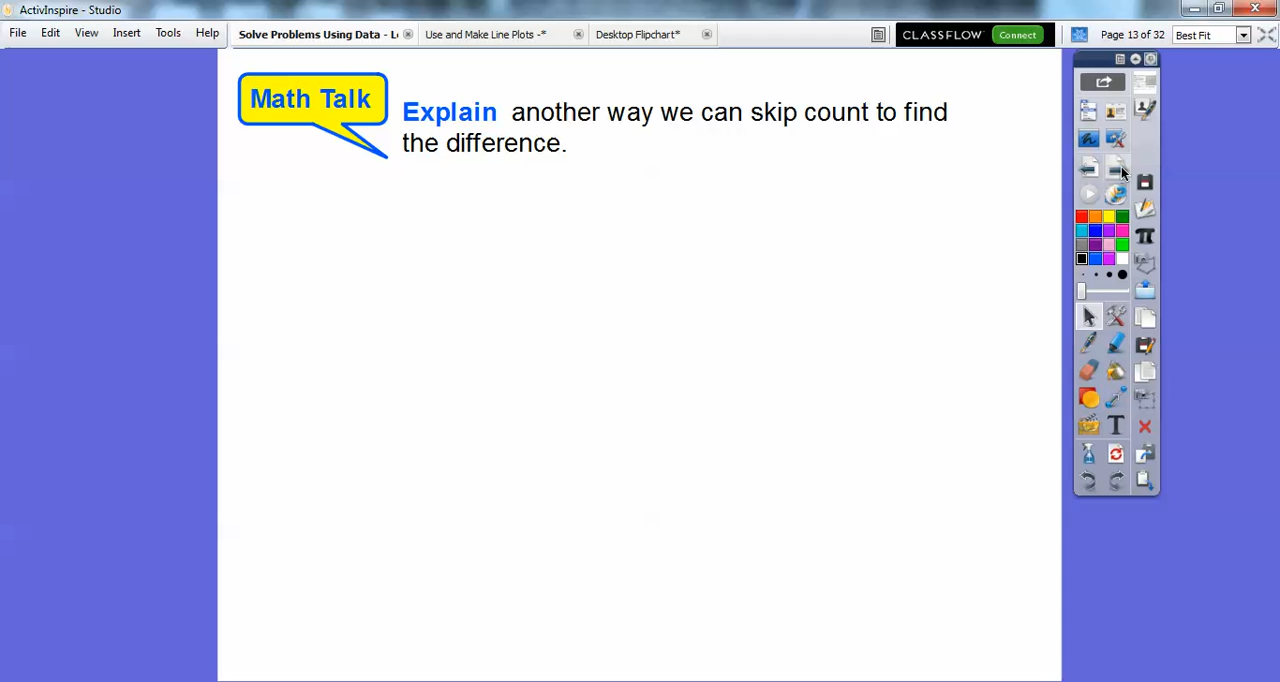 ActivInspire - Studio
File Edit View Insert Tools Help
Solve Problems Using Data - Le
Use and Make Line Plots -*
Desktop Flipchart*
CLASSFLOW Connect
Page 13 of 32
Best Fit
Math Talk
Explain another way we can skip count to find
the difference.